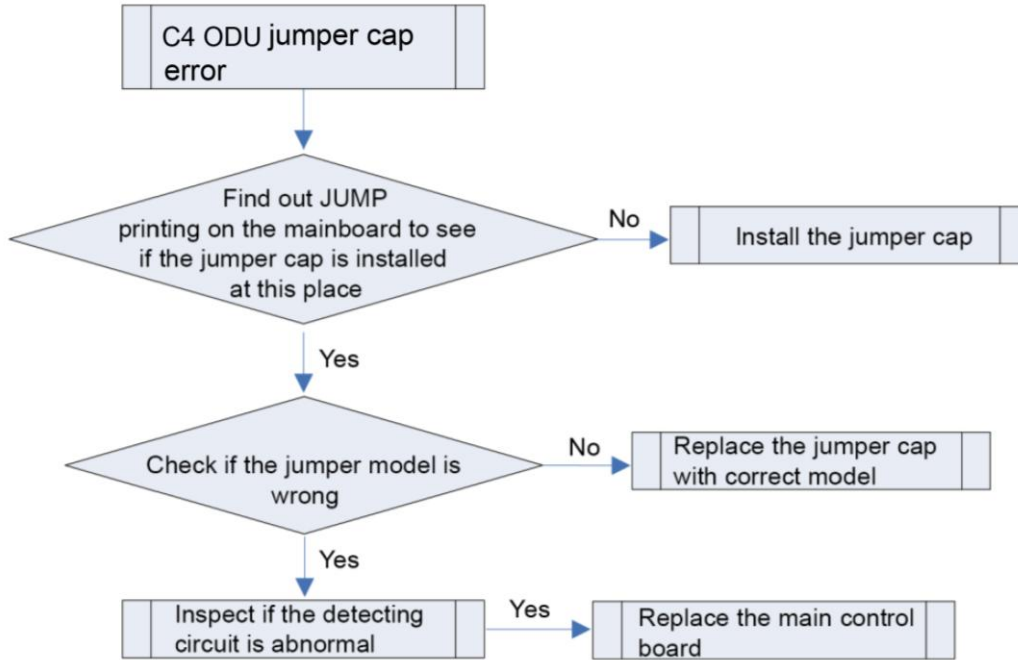 C4 ODU jumper cap
error
Find out JUMP
printing on the mainboard to see
if the jumper cap is installed
at this place
No
Install the jumper cap
Yes
Check if the jumper model is
wrong
No
Replace the jumper cap
with correct model
Yes
Inspect if the detecting
circuit is abnormal
Yes
Replace the main control
board